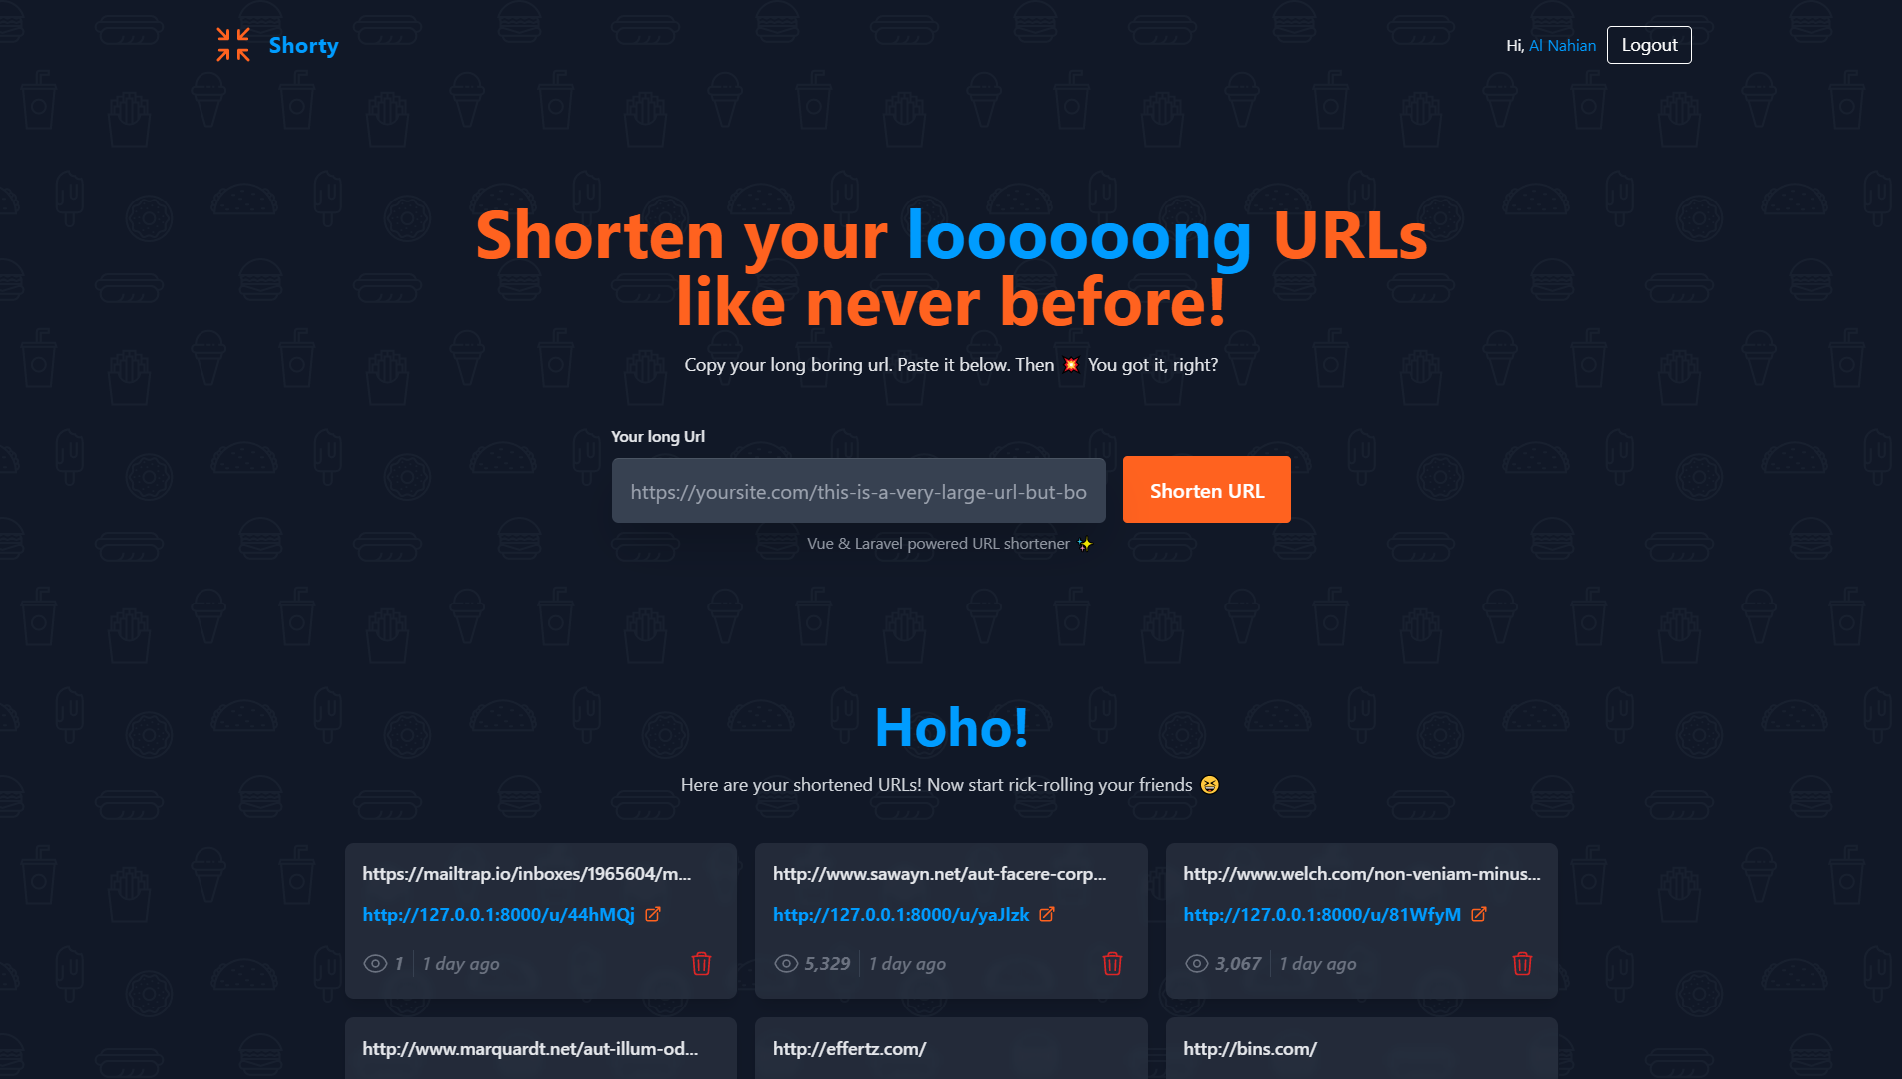 Shorty
Hi, Al Nahian
Logout
Shorten your looooooong URLs
like never before!
Copy your long boring url. Paste it below. Then 💥 You got it, right?
Your long Url
https://yoursite.com/this-is-a-very-large-url-but-bo
Shorten URL
Vue & Laravel powered URL shortener ✨
Hoho!
Here are your shortened URLs! Now start rick-rolling your friends 😆
https://mailtrap.io/inboxes/1965604/m...
http://127.0.0.1:8000/u/44hMQj
1 | 1 day ago
http://www.sawayn.net/aut-facere-corp...
http://127.0.0.1:8000/u/yaJlzk
5,329 | 1 day ago
http://www.welch.com/non-veniam-minus...
http://127.0.0.1:8000/u/81WfyM
3,067 | 1 day ago
http://www.marquardt.net/aut-illum-od...
http://effertz.com/
http://bins.com/